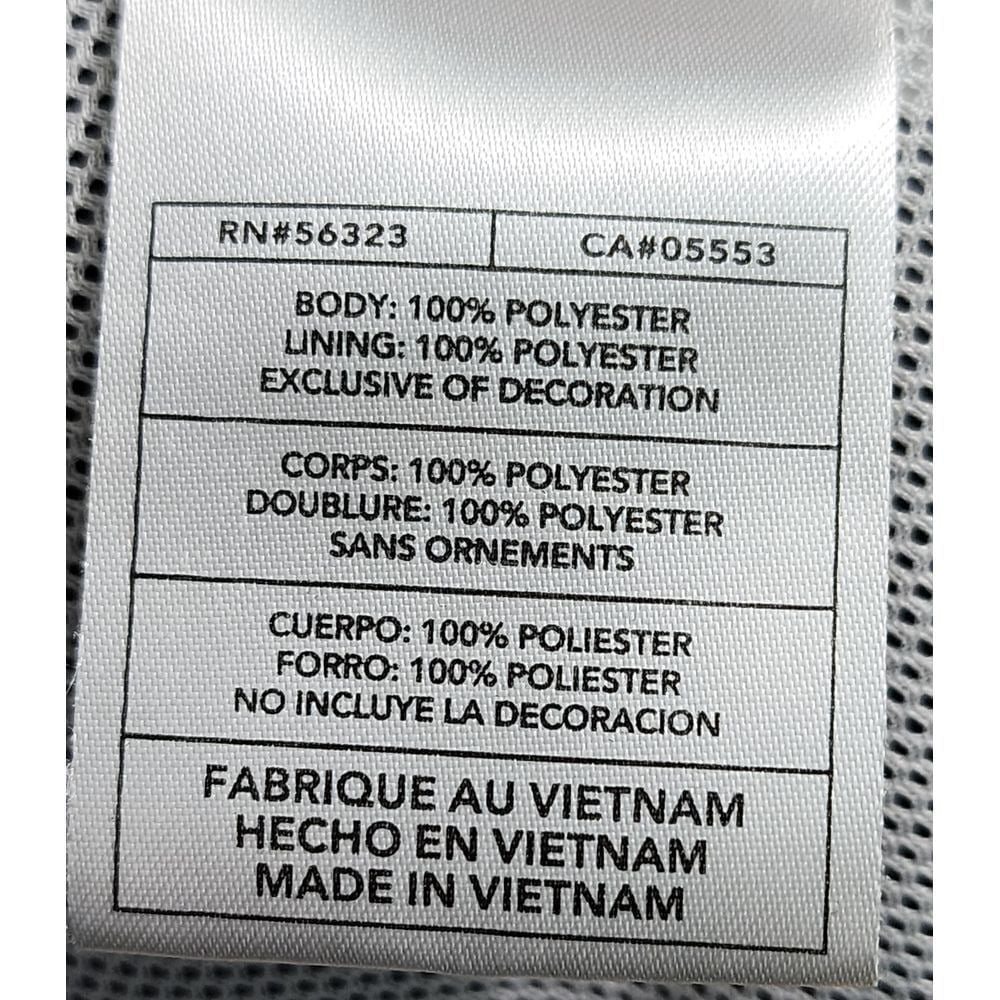 RN#56323 CA#05553
BODY: 100% POLYESTER
LINING: 100% POLYESTER
EXCLUSIVE OF DECORATION
CORPS: 100% POLYESTER
DOUBLURE: 100% POLYESTER
SANS ORNEMENTS
CUERPO: 100% POLIESTER
FORRO: 100% POLIESTER
NO INCLUYE LA DECORACION
FABRIQUE AU VIETNAM
HECHO EN VIETNAM
MADE IN VIETNAM